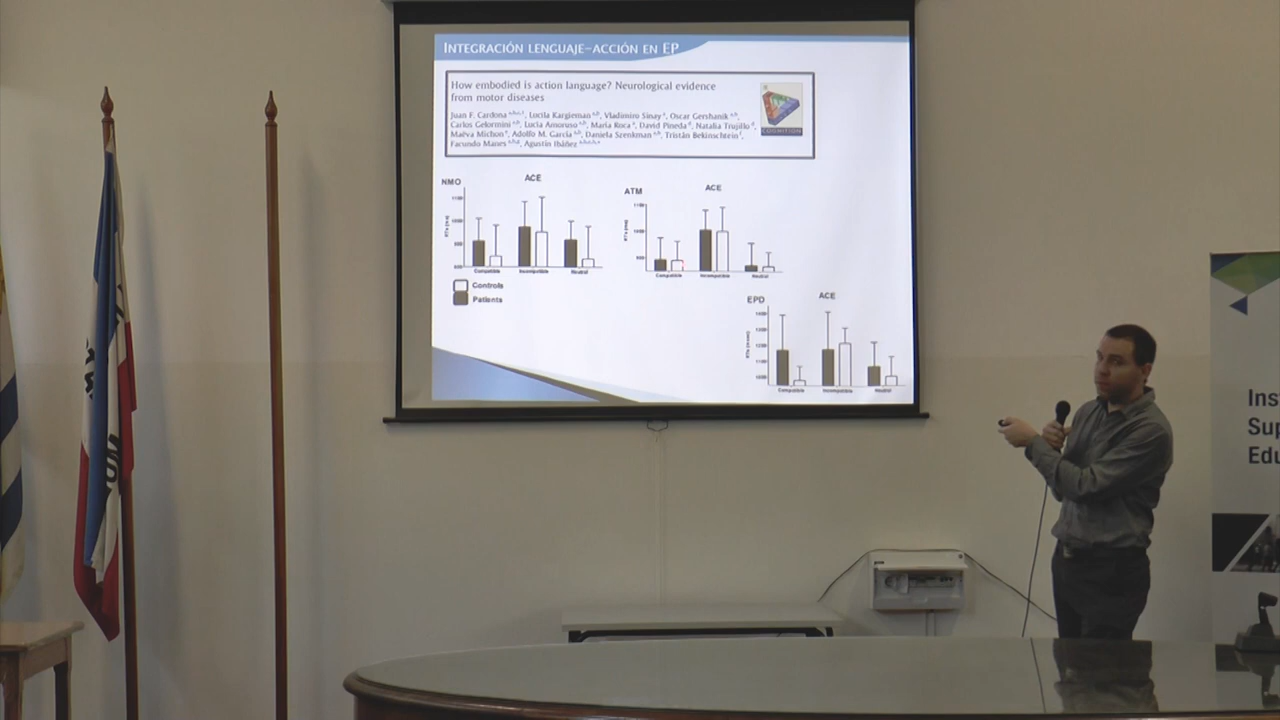 INTEGRACIÓN LENGUAJE–ACCIÓN EN EP
How embodied is action language? Neurological evidence
from motor diseases
Juan F. Cardona, Lucila Kargieman, Vladimiro Sinay, Oscar Gershanik,
Carlos Gelormini, Lucia Amoruso, María Roca, David Pineda, Natalia Trujillo,
Maëva Michon, Adolfo M. García, Daniela Szenkman, Tristán Bekinschtein,
Facundo Manes, Agustín Ibáñez
COGNITION
NMO
ACE
Compatible Incompatible Neutral
Controls
Patients
ATM
ACE
Compatible Incompatible Neutral
EPD
ACE
Compatible Incompatible Neutral
Ins
Sup
Edu